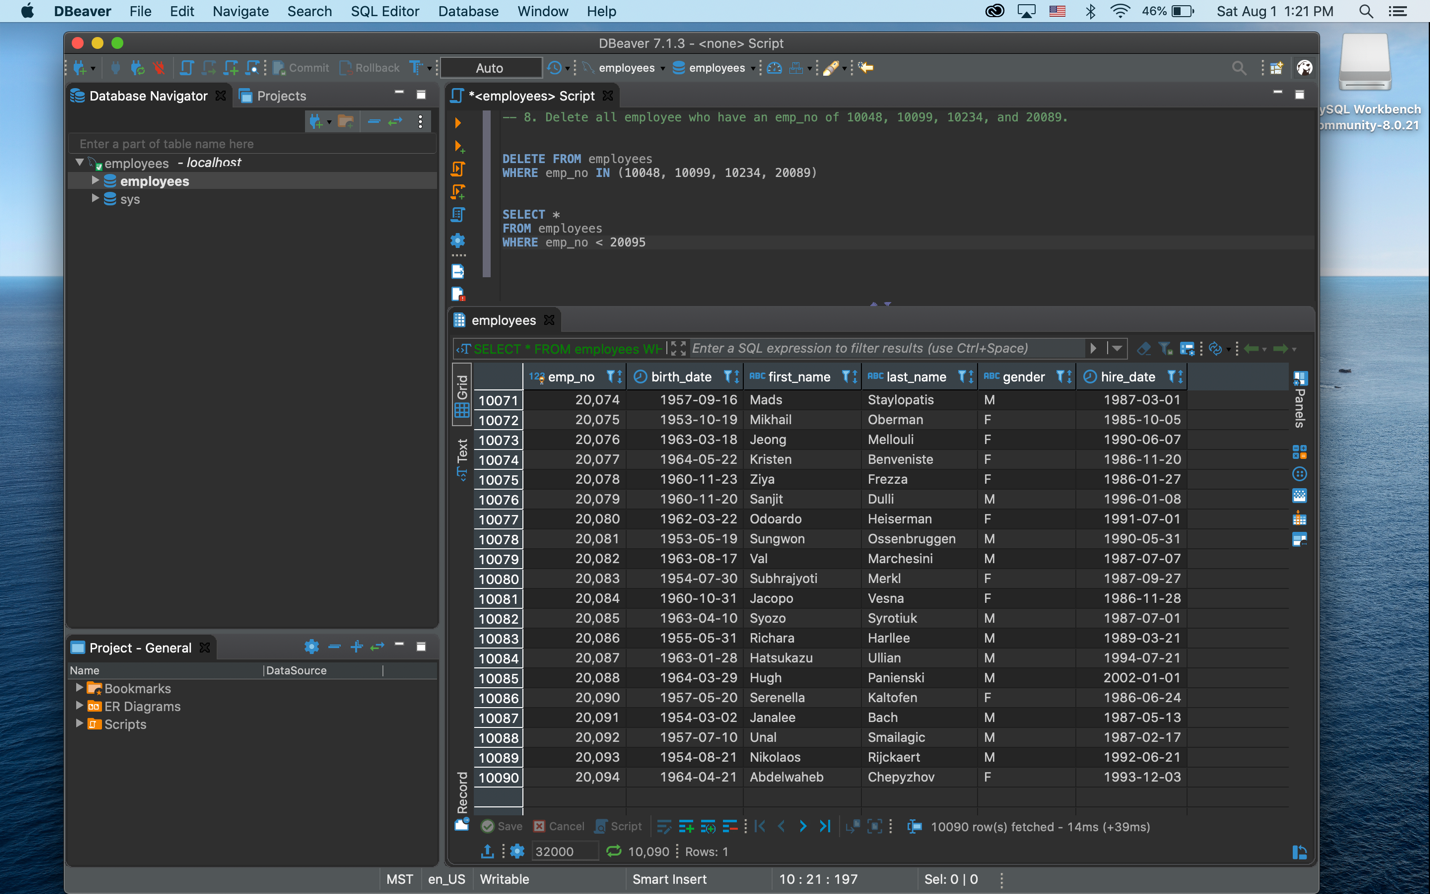 DBeaver File Edit Navigate Search SQL Editor Database Window Help 46% Sat Aug 1 1:21 PM
DBeaver 7.1.3 - <none> Script
Commit Rollback Auto employees employees
Database Navigator Projects
Enter a part of table name here
employees - localhost
employees
sys
*<employees> Script
-- 8. Delete all employee who have an emp_no of 10048, 10099, 10234, and 20089.
DELETE FROM employees
WHERE emp_no IN (10048, 10099, 10234, 20089)
SELECT *
FROM employees
WHERE emp_no < 20095
ySQL Workbench
ommunity-8.0.21
employees
SELECT * FROM employees WH Enter a SQL expression to filter results (use Ctrl+Space)
Grid
Text
Record
Panels
123 emp_no birth_date ABC first_name ABC last_name ABC gender hire_date
10071 20,074 1957-09-16 Mads Staylopatis M 1987-03-01
10072 20,075 1953-10-19 Mikhail Oberman F 1985-10-05
10073 20,076 1963-03-18 Jeong Mellouli F 1990-06-07
10074 20,077 1964-05-22 Kristen Benveniste F 1986-11-20
10075 20,078 1960-11-23 Ziya Frezza F 1986-01-27
10076 20,079 1960-11-20 Sanjit Dulli M 1996-01-08
10077 20,080 1962-03-22 Odoardo Heiserman F 1991-07-01
10078 20,081 1953-05-19 Sungwon Ossenbruggen M 1990-05-31
10079 20,082 1963-08-17 Val Marchesini M 1987-07-07
10080 20,083 1954-07-30 Subhrajyoti Merkl F 1987-09-27
10081 20,084 1960-10-31 Jacopo Vesna F 1986-11-28
10082 20,085 1963-04-10 Syozo Syrotiuk M 1987-07-01
10083 20,086 1955-05-31 Richara Harllee M 1989-03-21
10084 20,087 1963-01-28 Hatsukazu Ullian M 1994-07-21
10085 20,088 1964-03-29 Hugh Panienski M 2002-01-01
10086 20,090 1957-05-20 Serenella Kaltofen F 1986-06-24
10087 20,091 1954-03-02 Janalee Bach M 1987-05-13
10088 20,092 1957-07-10 Unal Smailagic M 1987-02-17
10089 20,093 1954-08-21 Nikolaos Rijckaert M 1992-06-21
10090 20,094 1964-04-21 Abdelwaheb Chepyzhov F 1993-12-03
Save Cancel Script 10090 row(s) fetched - 14ms (+39ms)
32000 10,090 Rows: 1
Project - General
Name DataSource
Bookmarks
ER Diagrams
Scripts
MST en_US Writable Smart Insert 10 : 21 : 197 Sel: 0 | 0